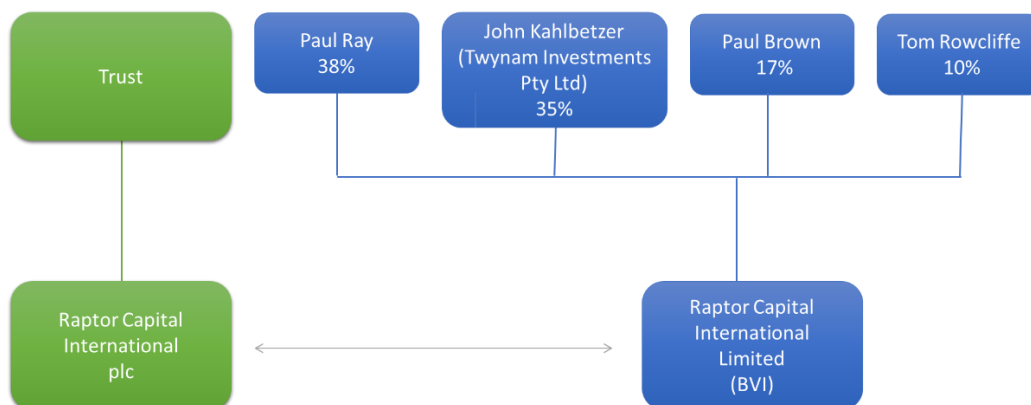 Trust
Paul Ray
38%
John Kahlbetzer
(Twynam Investments
Pty Ltd)
35%
Paul Brown
17%
Tom Rowcliffe
10%
Raptor Capital
International
plc
Raptor Capital
International
Limited
(BVI)